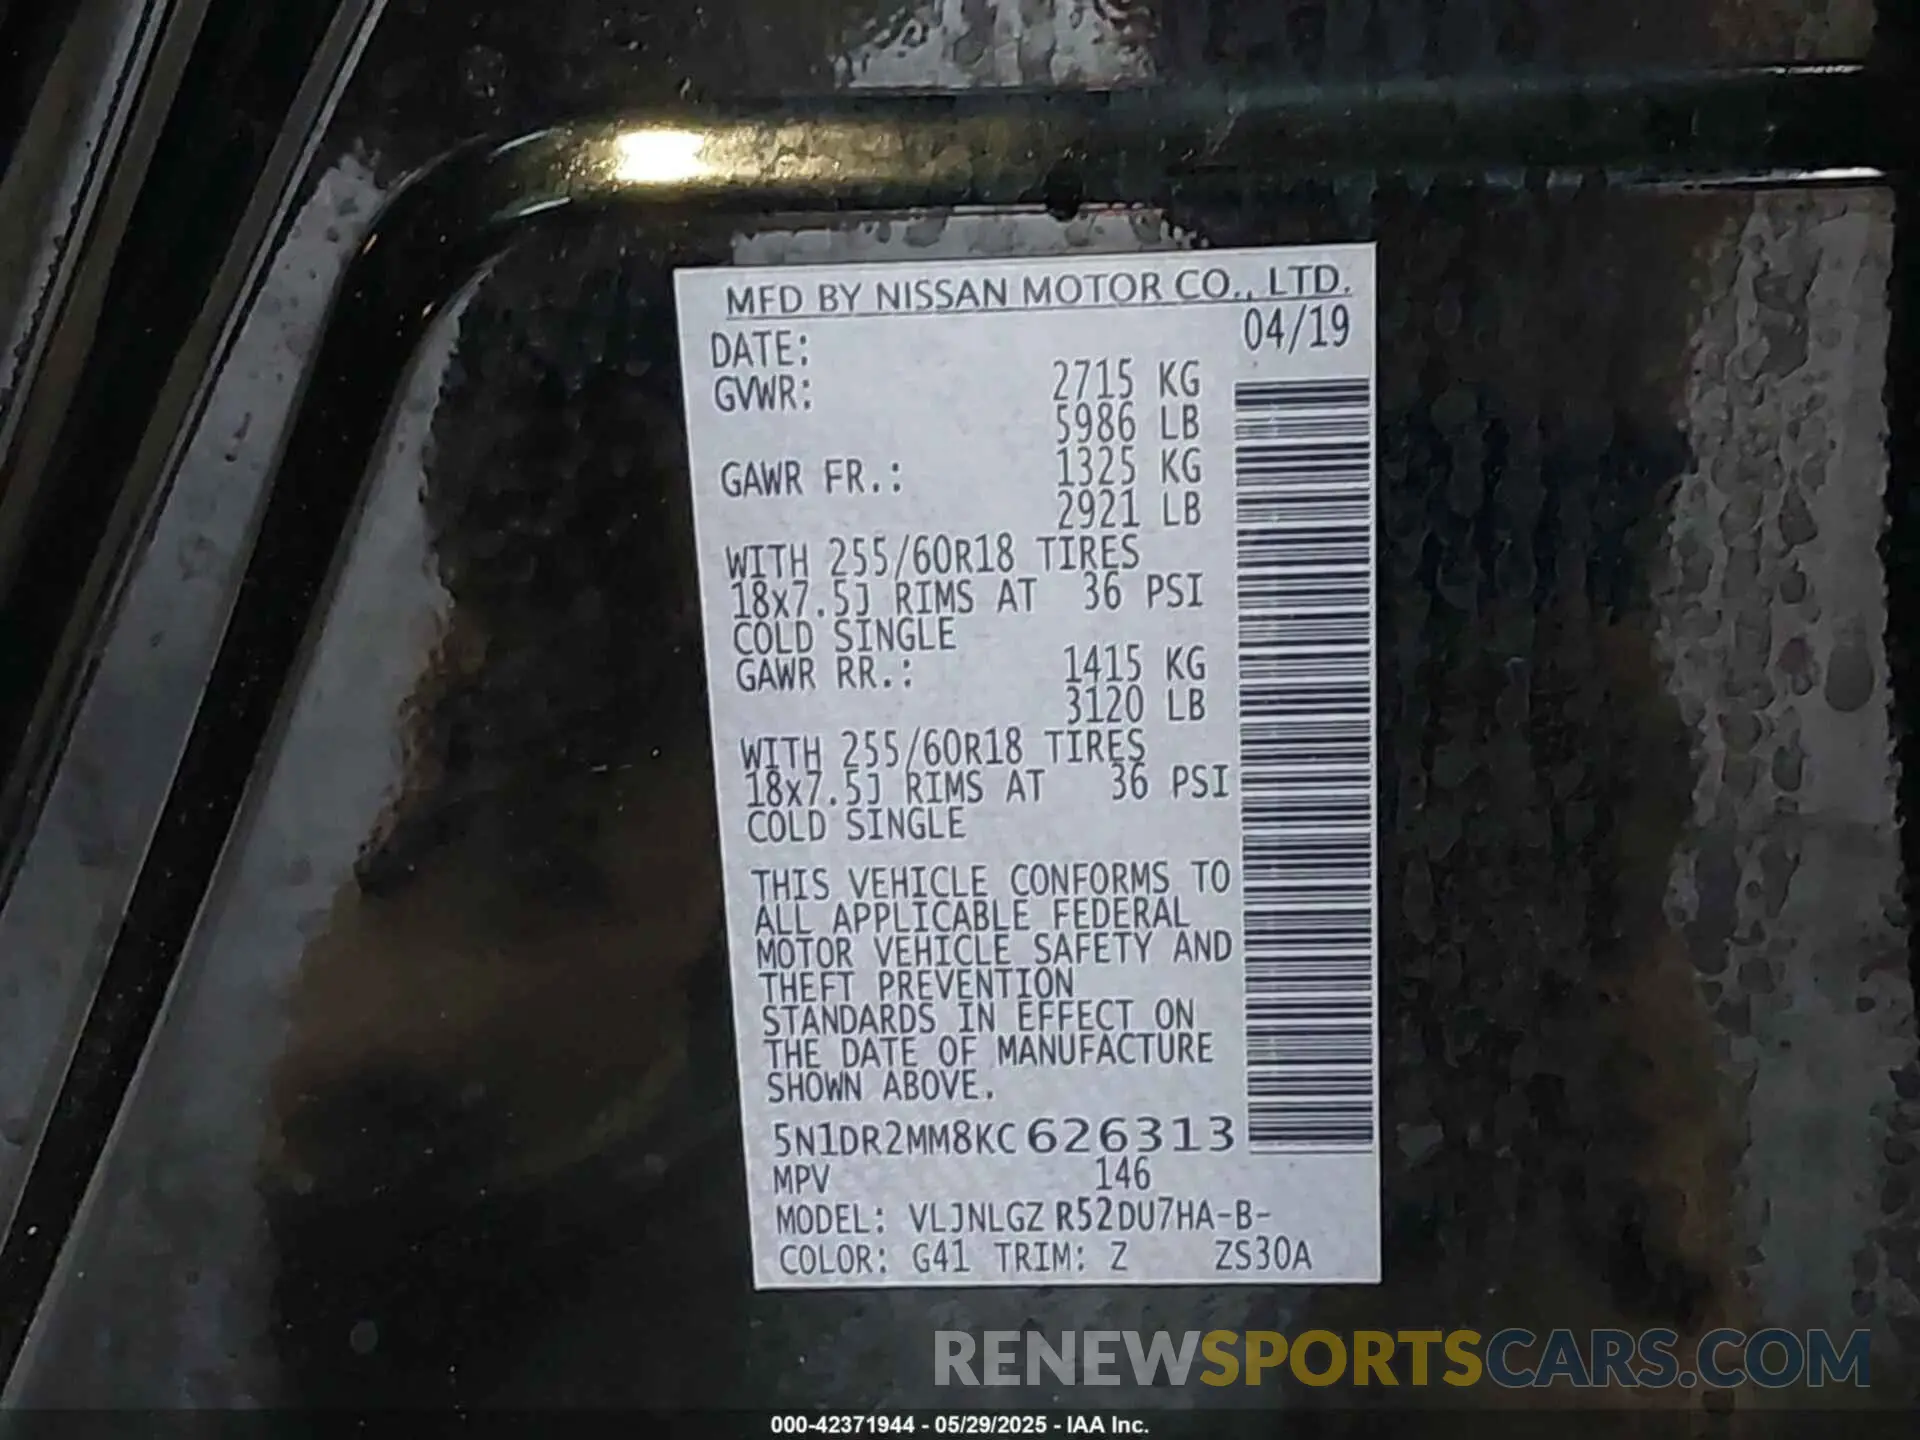 MFD BY NISSAN MOTOR CO., LTD.
DATE: 04/19
GVWR: 2715 KG
5986 LB
GAWR FR.: 1325 KG
2921 LB
WITH 255/60R18 TIRES
18x7.5J RIMS AT 36 PSI
COLD SINGLE
GAWR RR.: 1415 KG
3120 LB
WITH 255/60R18 TIRES
18x7.5J RIMS AT 36 PSI
COLD SINGLE
THIS VEHICLE CONFORMS TO
ALL APPLICABLE FEDERAL
MOTOR VEHICLE SAFETY AND
THEFT PREVENTION
STANDARDS IN EFFECT ON
THE DATE OF MANUFACTURE
SHOWN ABOVE.
5N1DR2MM8KC626313
MPV 146
MODEL: VLJNLGZ R52DU7HA-B-
COLOR: G41 TRIM: Z ZS30A
RENEWSPORTSCARS.COM
000-42371944 - 05/29/2025 - IAA Inc.